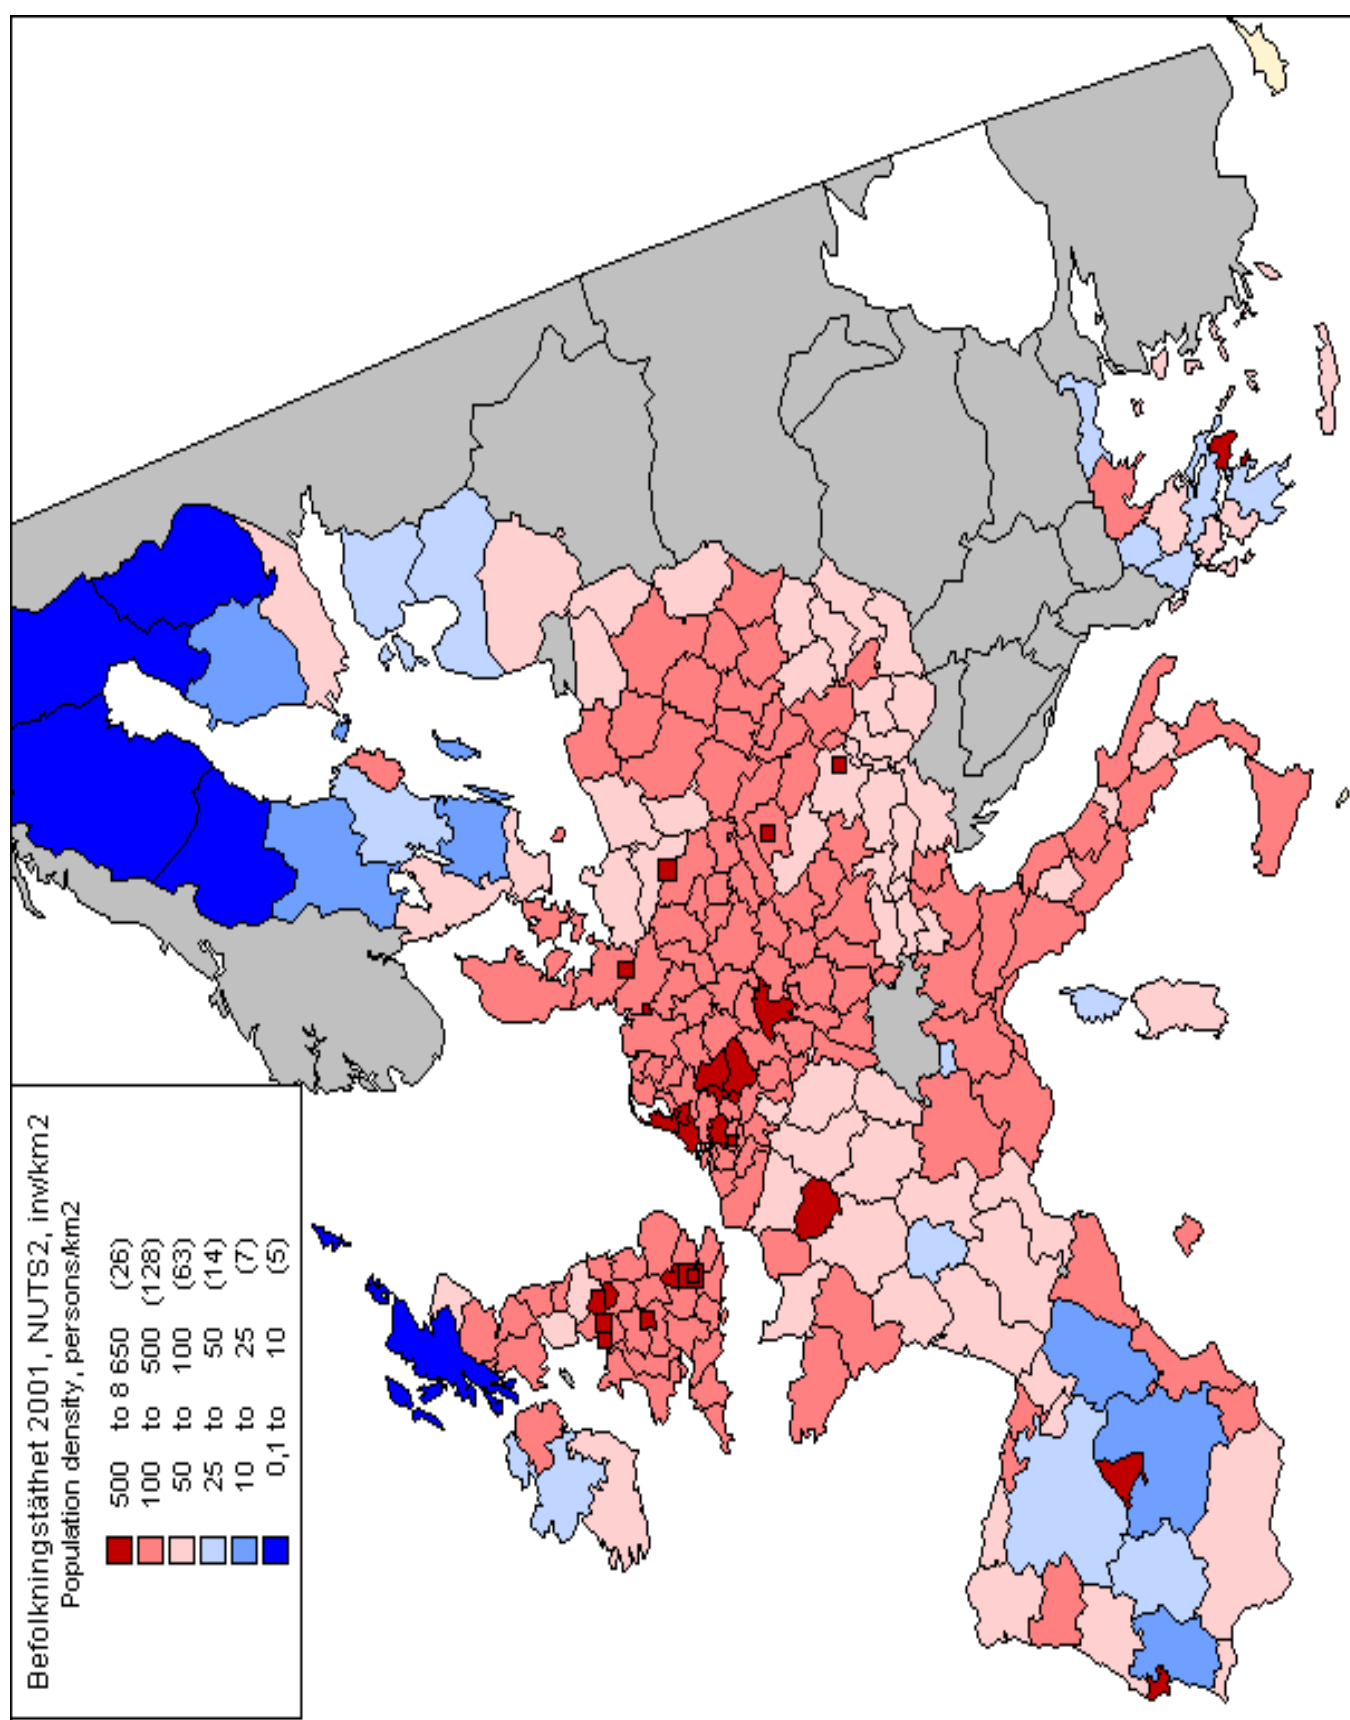 Befolkningstäthet 2001, NUTS2, inv/km2
Population density, persons/km2
500 to 8 650 (26)
100 to 500 (128)
50 to 100 (63)
25 to 50 (14)
10 to 25 (7)
0,1 to 10 (5)